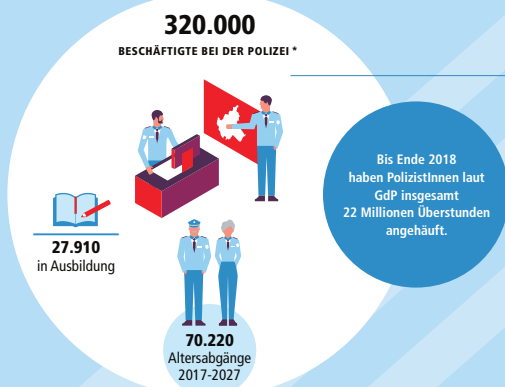 320.000
BESCHÄFTIGTE BEI DER POLIZEI *
Bis Ende 2018
haben PolizistInnen laut
GdP insgesamt
22 Millionen Überstunden
angehäuft.
27.910
in Ausbildung
70.220
Altersabgänge
2017-2027